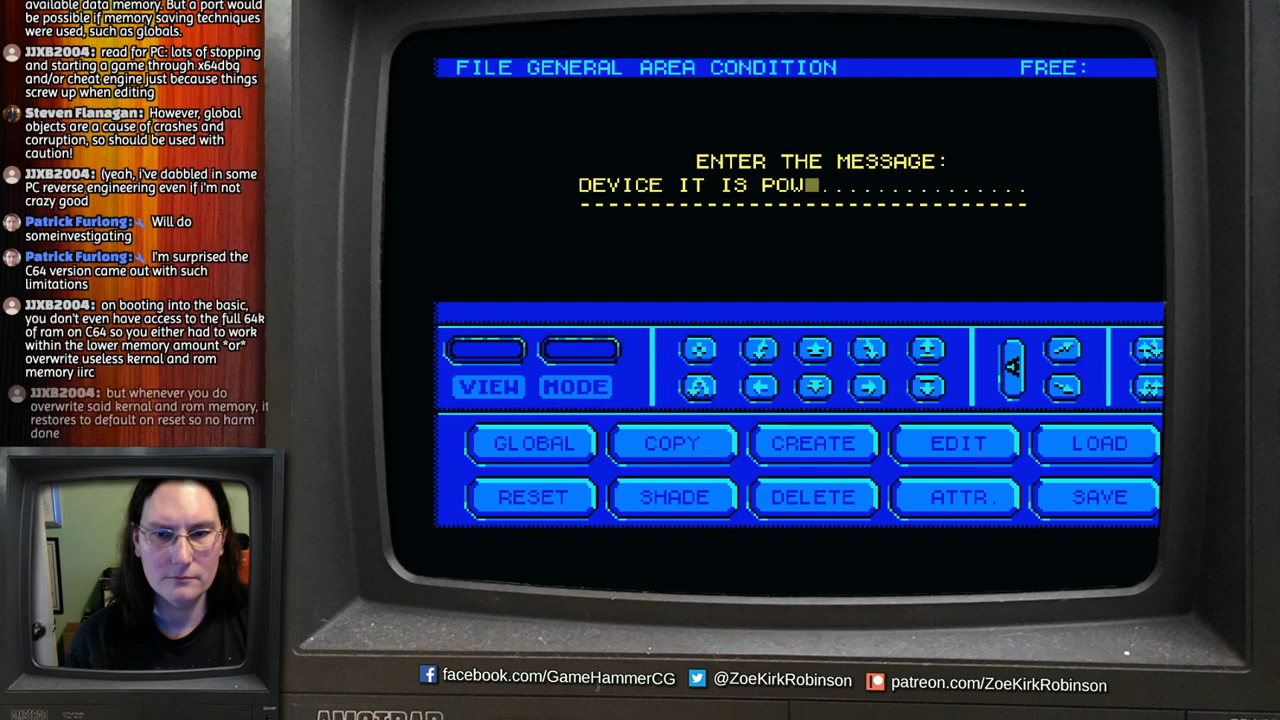 available data memory. But a port would
be possible if memory saving techniques
were used, such as globals.
JJXB2004: read for PC: lots of stopping
and starting a game through x64dbg
and/or cheat engine just because things
screw up when editing
Steven Flanagan: However, global
objects are a cause of crashes and
corruption, so should be used with
caution!
JJXB2004: (yeah, i've dabbled in some
PC reverse engineering even if i'm not
crazy good
Patrick Furlong: Will do
someinvestigating
Patrick Furlong: I'm surprised the
C64 version came out with such
limitations
JJXB2004: on booting into the basic,
you don't even have access to the full 64k
of ram on C64 so you either had to work
within the lower memory amount *or*
overwrite useless kernal and rom
memory iirc
JJXB2004: but whenever you do
overwrite said kernal and rom memory, it
restores to default on reset so no harm
done
FILE GENERAL AREA CONDITION FREE:
ENTER THE MESSAGE:
DEVICE IT IS POW
VIEW MODE
A
GLOBAL COPY CREATE EDIT LOAD
RESET SHADE DELETE ATTR. SAVE
facebook.com/GameHammerCG @ZoeKirkRobinson patreon.com/ZoeKirkRobinson